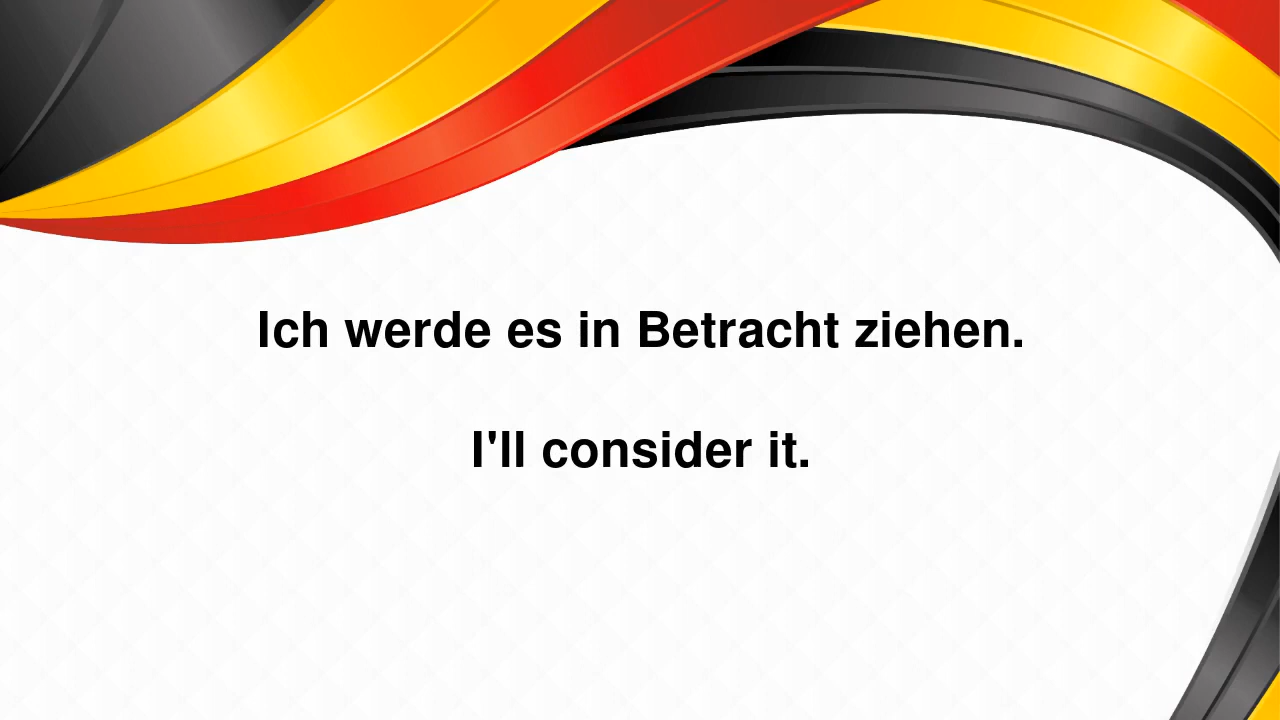 Ich werde es in Betracht ziehen.
I'll consider it.